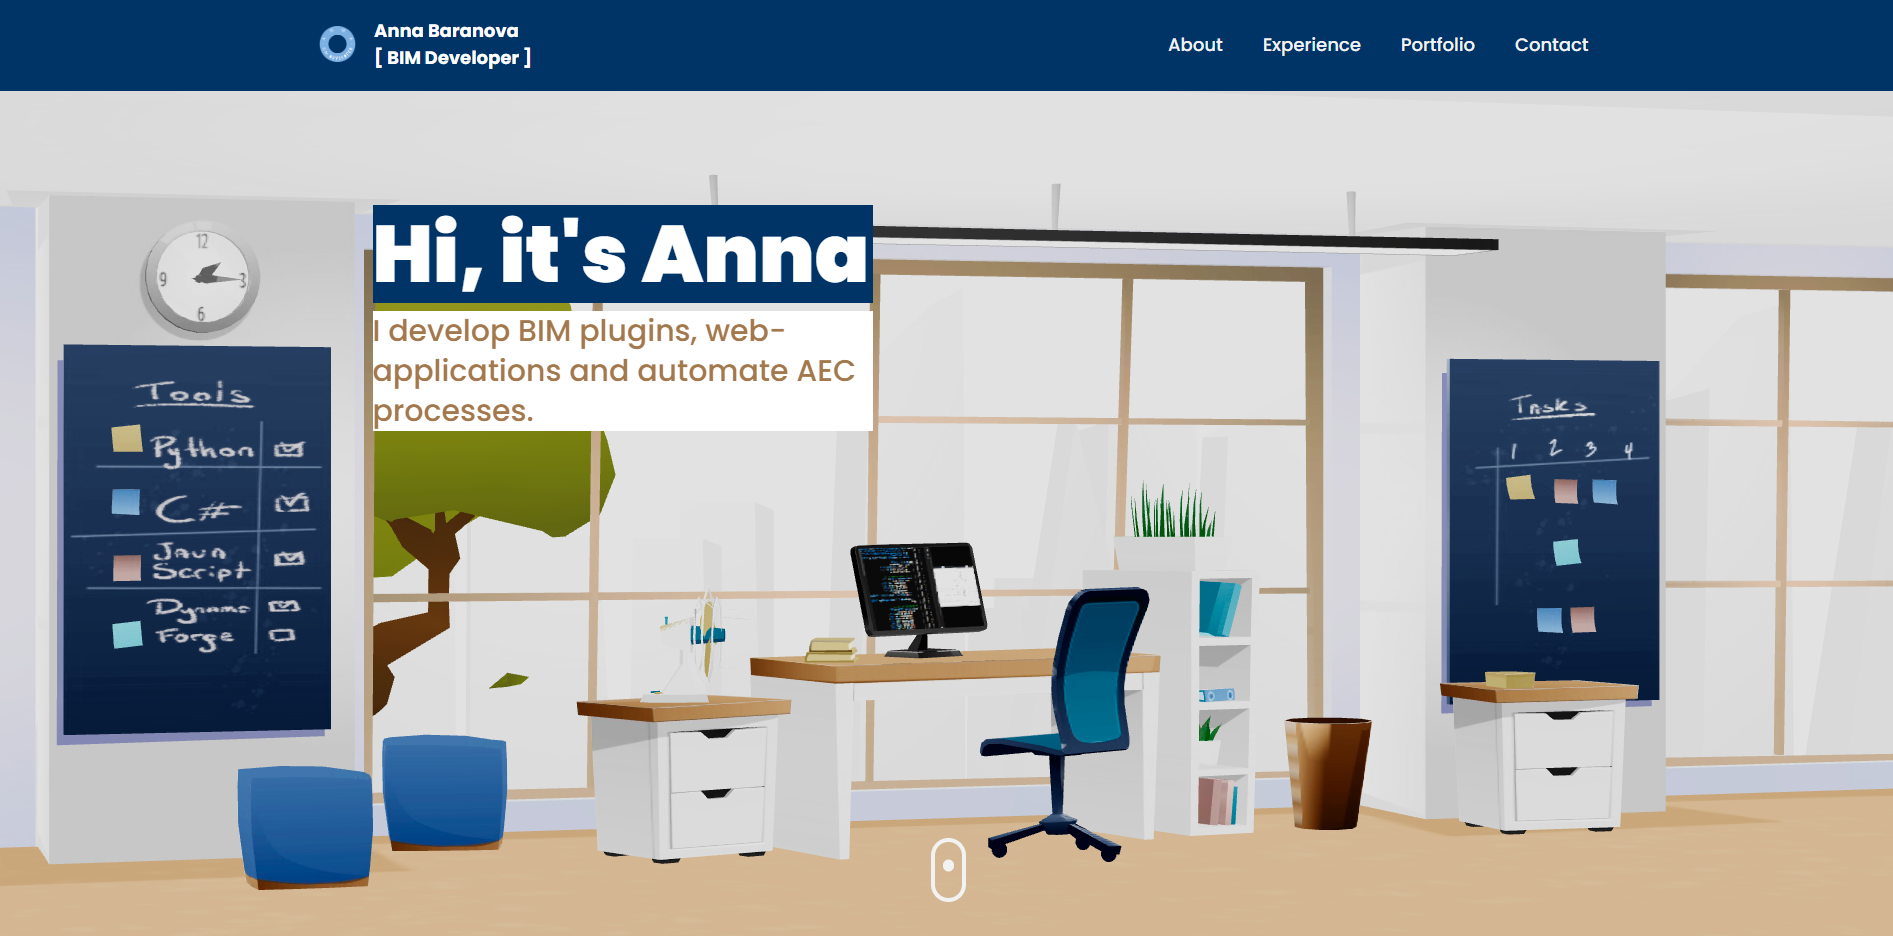 Anna Baranova
[ BIM Developer ]
About
Experience
Portfolio
Contact
Hi, it's Anna
I develop BIM plugins, web-
applications and automate AEC
processes.
12
9
3
6
Tools
Python
C#
Java
Script
Dynamo
Forge
Tasks
1 2 3 4